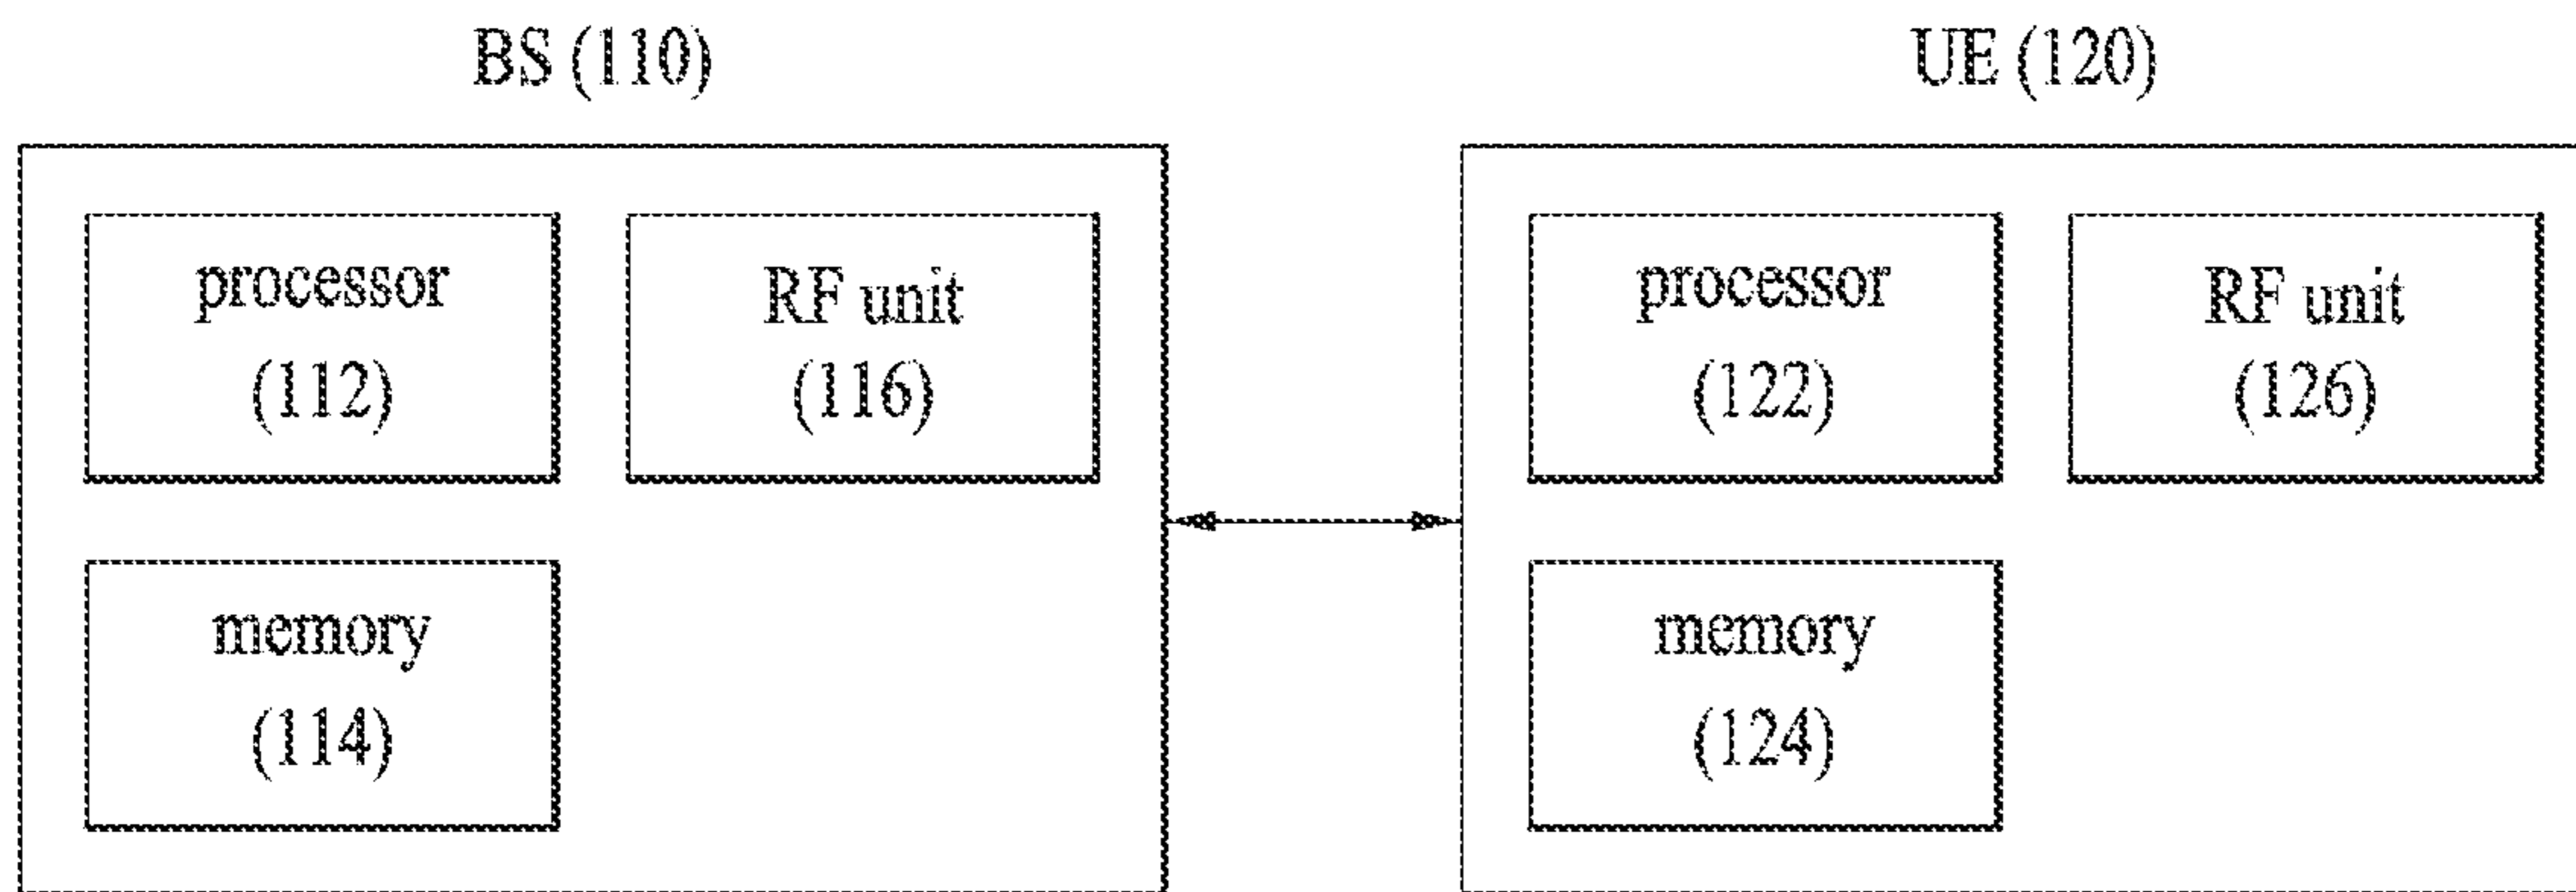 BS (110)
processor
(112)
RF unit
(116)
memory
(114)
UE (120)
processor
(122)
RF unit
(126)
memory
(124)